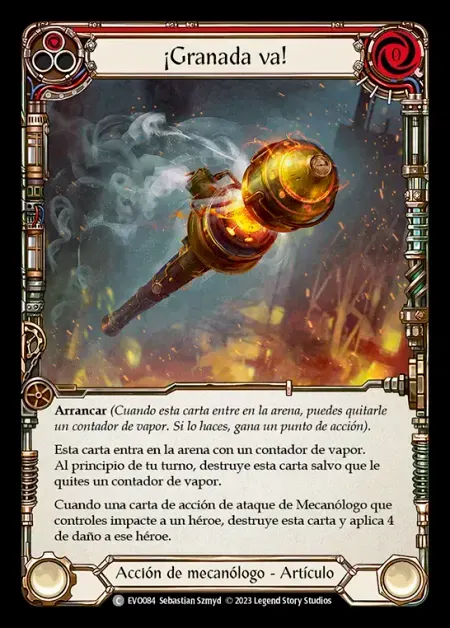 ¡Granada va!
0
Arrancar (Cuando esta carta entre en la arena, puedes quitarle
un contador de vapor. Si lo haces, gana un punto de acción).
Esta carta entra en la arena con un contador de vapor.
Al principio de tu turno, destruye esta carta salvo que le
quites un contador de vapor.
Cuando una carta de acción de ataque de Mecanólogo que
controles impacte a un héroe, destruye esta carta y aplica 4
de daño a ese héroe.
Acción de mecanólogo - Artículo
C EVO084 Sebastian Szmyd © 2023 Legend Story Studios